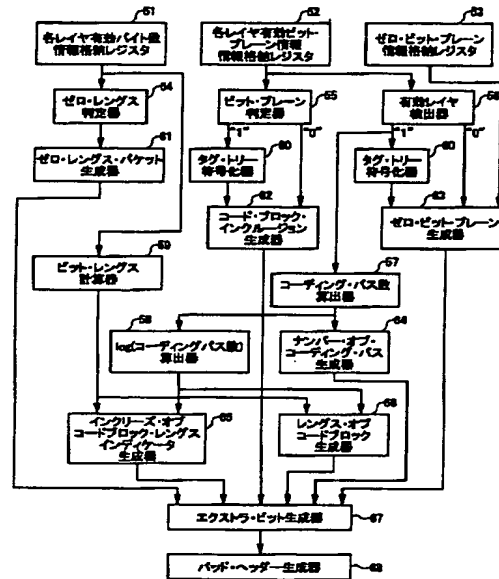 51
各レイヤ有効バイト数
情報格納レジスタ
52
各レイヤ有効ビット・
プレーン情報
情報格納レジスタ
53
ゼロ・ビット・プレーン
情報格納レジスタ
54
ゼロ・レングス
判定器
55
ビット・プレーン
判定器
56
有効レイヤ
検出器
"1"
"0"
"1"
"0"
61
ゼロ・レングス・パケット
生成器
60
タグ・トリー
符号化器
60
タグ・トリー
符号化器
62
コード・ブロック・
インクルージョン
生成器
63
ゼロ・ビット・プレーン
生成器
59
ビット・レングス
計算器
57
コーディング・パス数
算出器
58
log(コーディングパス数)
算出器
64
ナンバー・オブ・
コーディング・パス
生成器
65
インクリーズ・オブ
コードブロック・レングス
インディケータ
生成器
66
レングス・オブ
コードブロック
生成器
エクストラ・ビット生成器
67
パッド・ヘッダー生成器
68